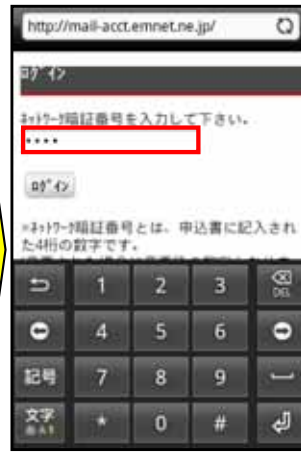 http://mail-acct.emnet.ne.jp/
ﾛｸﾞｲﾝ
ﾈｯﾄﾜｰｸ暗証番号を入力して下さい。
****
ﾛｸﾞｲﾝ
*ﾈｯﾄﾜｰｸ暗証番号とは、申込書に記入され
た4桁の数字です。
1 2 3 DEL
4 5 6
記号 7 8 9
文字 * 0 #